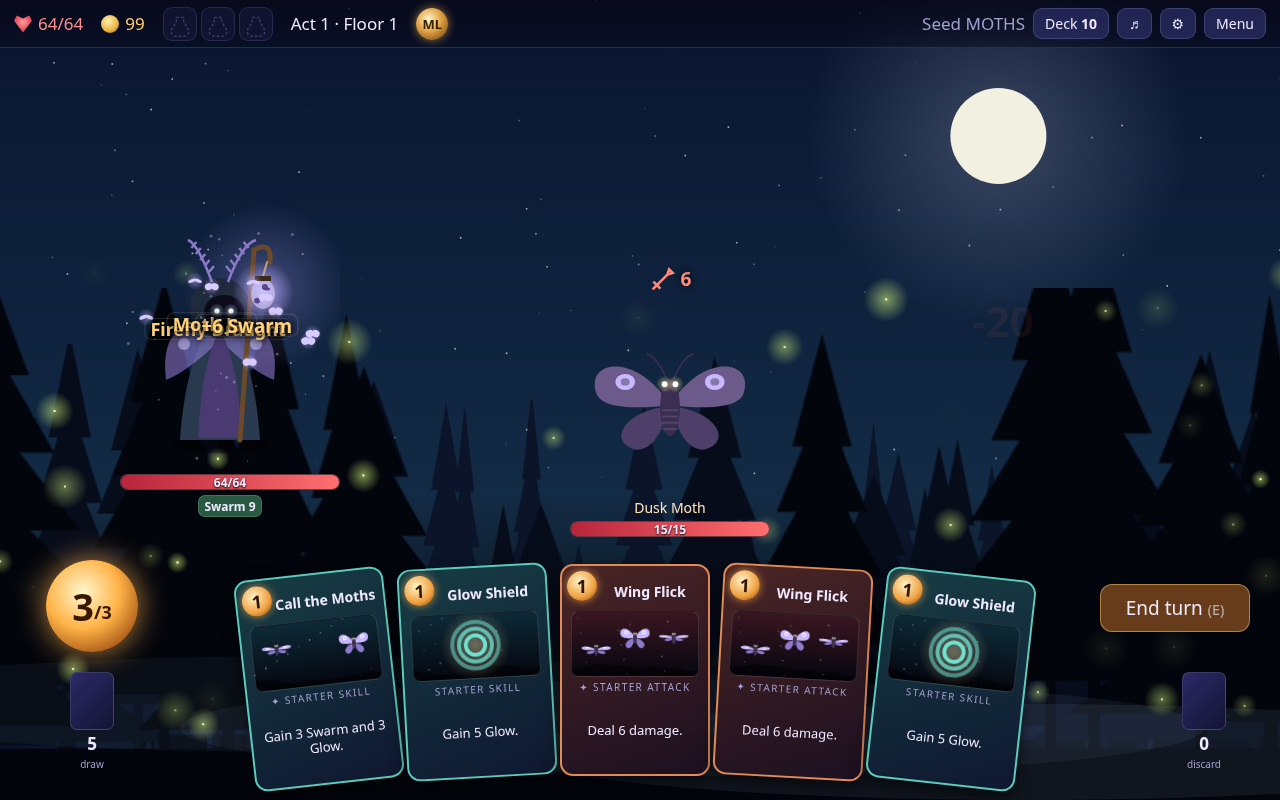 64/64
99
Act 1 · Floor 1
ML
Seed MOTHS
Deck 10
Menu
6
-20
+6 Swarm
64/64
Swarm 9
Dusk Moth
15/15
3/3
End turn (E)
1
Call the Moths
✦ STARTER SKILL
Gain 3 Swarm and 3
Glow.
1
Glow Shield
STARTER SKILL
Gain 5 Glow.
1
Wing Flick
✦ STARTER ATTACK
Deal 6 damage.
1
Wing Flick
✦ STARTER ATTACK
Deal 6 damage.
1
Glow Shield
STARTER SKILL
Gain 5 Glow.
5
draw
0
discard